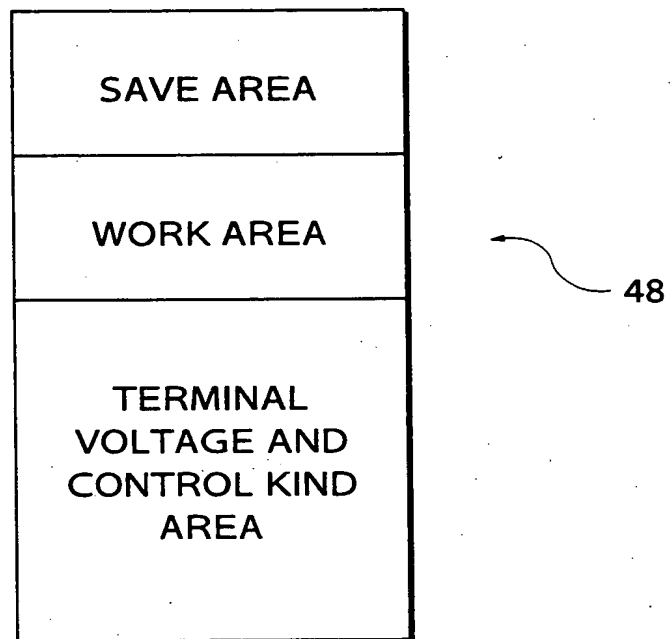 SAVE AREA
WORK AREA
48
TERMINAL
VOLTAGE AND
CONTROL KIND
AREA